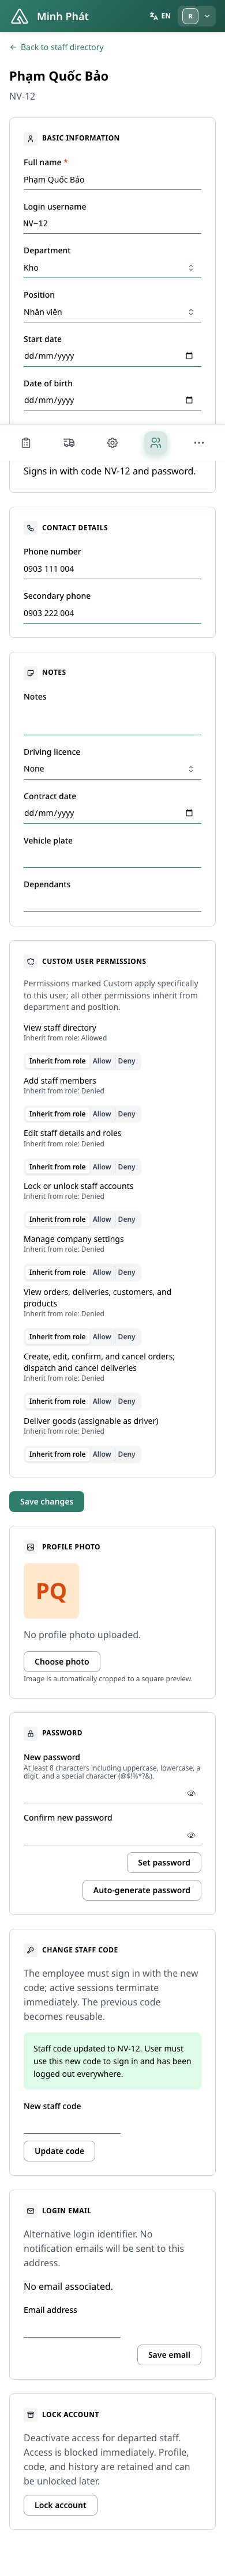 Minh Phát
EN
R
Back to staff directory
Phạm Quốc Bảo
NV-12
BASIC INFORMATION
Full name *
Phạm Quốc Bảo
Login username
NV-12
Department
Kho
Position
Nhân viên
Start date
dd/mm/yyyy
Date of birth
dd/mm/yyyy
Signs in with code NV-12 and password.
CONTACT DETAILS
Phone number
0903 111 004
Secondary phone
0903 222 004
NOTES
Notes
Driving licence
None
Contract date
dd/mm/yyyy
Vehicle plate
Dependants
CUSTOM USER PERMISSIONS
Permissions marked Custom apply specifically
to this user; all other permissions inherit from
department and position.
View staff directory
Inherit from role: Allowed
Inherit from role Allow Deny
Add staff members
Inherit from role: Denied
Inherit from role Allow Deny
Edit staff details and roles
Inherit from role: Denied
Inherit from role Allow Deny
Lock or unlock staff accounts
Inherit from role: Denied
Inherit from role Allow Deny
Manage company settings
Inherit from role: Denied
Inherit from role Allow Deny
View orders, deliveries, customers, and
products
Inherit from role: Denied
Inherit from role Allow Deny
Create, edit, confirm, and cancel orders;
dispatch and cancel deliveries
Inherit from role: Denied
Inherit from role Allow Deny
Deliver goods (assignable as driver)
Inherit from role: Denied
Inherit from role Allow Deny
Save changes
PROFILE PHOTO
PQ
No profile photo uploaded.
Choose photo
Image is automatically cropped to a square preview.
PASSWORD
New password
At least 8 characters including uppercase, lowercase, a
digit, and a special character (@$!%*?&).
Confirm new password
Set password
Auto-generate password
CHANGE STAFF CODE
The employee must sign in with the new
code; active sessions terminate
immediately. The previous code
becomes reusable.
Staff code updated to NV-12. User must
use this new code to sign in and has been
logged out everywhere.
New staff code
Update code
LOGIN EMAIL
Alternative login identifier. No
notification emails will be sent to this
address.
No email associated.
Email address
Save email
LOCK ACCOUNT
Deactivate access for departed staff.
Access is blocked immediately. Profile,
code, and history are retained and can
be unlocked later.
Lock account